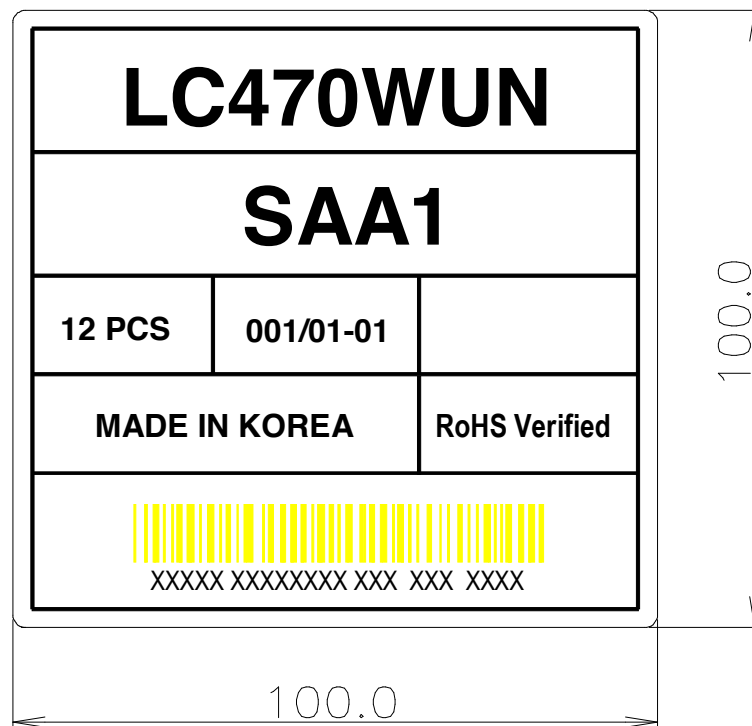 LC470WUN
SAA1
12 PCS 001/01-01
MADE IN KOREA RoHS Verified
XXXXX XXXXXXXX XXX XXX XXXX
100.0
100.0